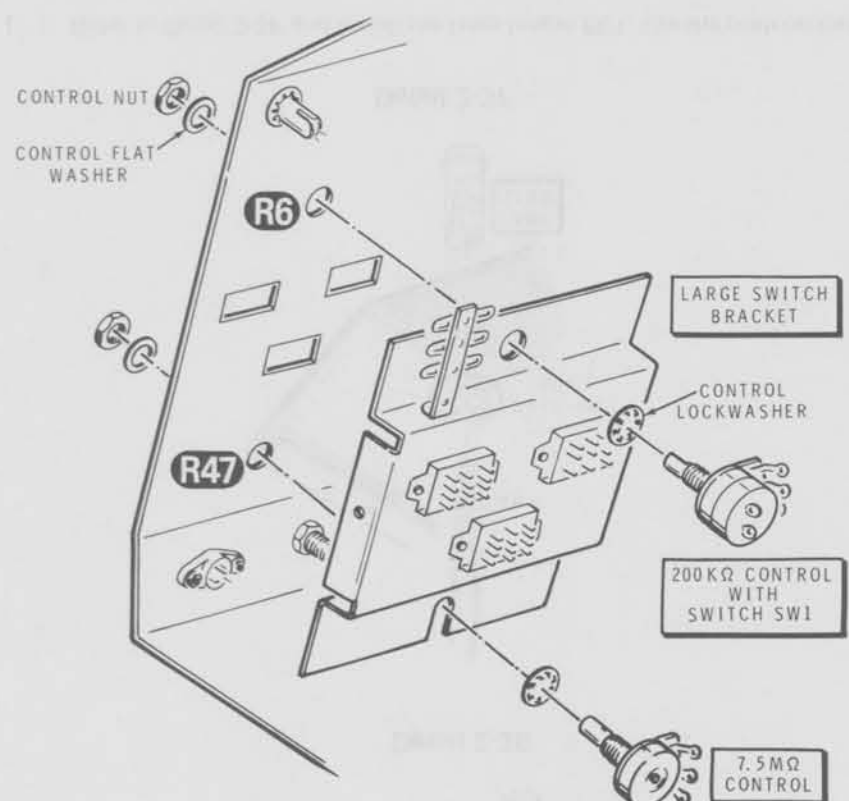 CONTROL NUT
CONTROL FLAT
WASHER
R6
LARGE SWITCH
BRACKET
CONTROL
LOCKWASHER
R47
200KΩ CONTROL
WITH
SWITCH SW1
7.5MΩ
CONTROL